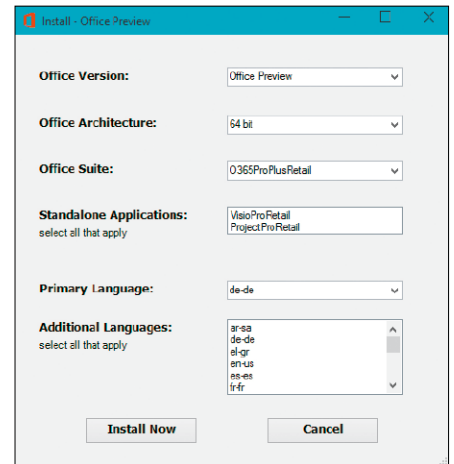 Install - Office Preview
Office Version:
Office Preview
Office Architecture:
64 bit
Office Suite:
O365ProPlusRetail
Standalone Applications:
select all that apply
VisioProRetail
ProjectProRetail
Primary Language:
de-de
Additional Languages:
select all that apply
ar-sa
de-de
el-gr
en-us
es-es
fr-fr
Install Now
Cancel